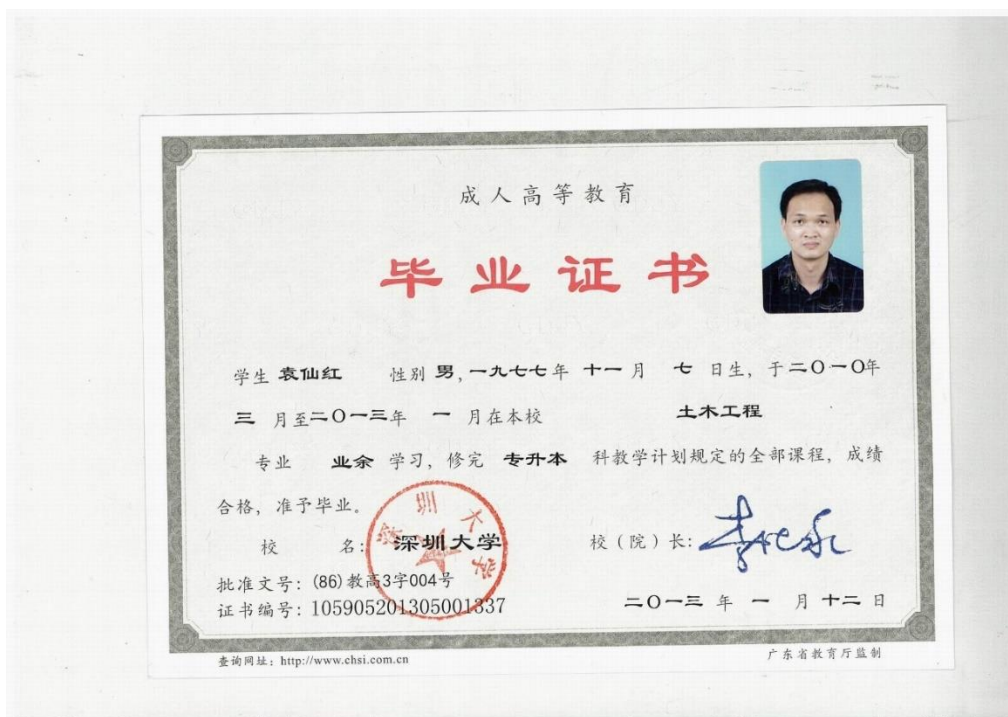 成人高等教育
毕业证书
学生 袁仙红 性别 男，一九七七年 十一月 七 日生，于二〇一〇年
三 月至二〇一三年 一 月在本校 土木工程
专业 业余 学习，修完 专升本 科教学计划规定的全部课程，成绩
合格，准予毕业。
校 名：深圳大学 校（院）长：
深圳大学
批准文号：(86)教高3字004号
证书编号：105905201305001337 二〇一三 年 一 月 十二 日
查询网址：http://www.chsi.com.cn 广东省教育厅监制